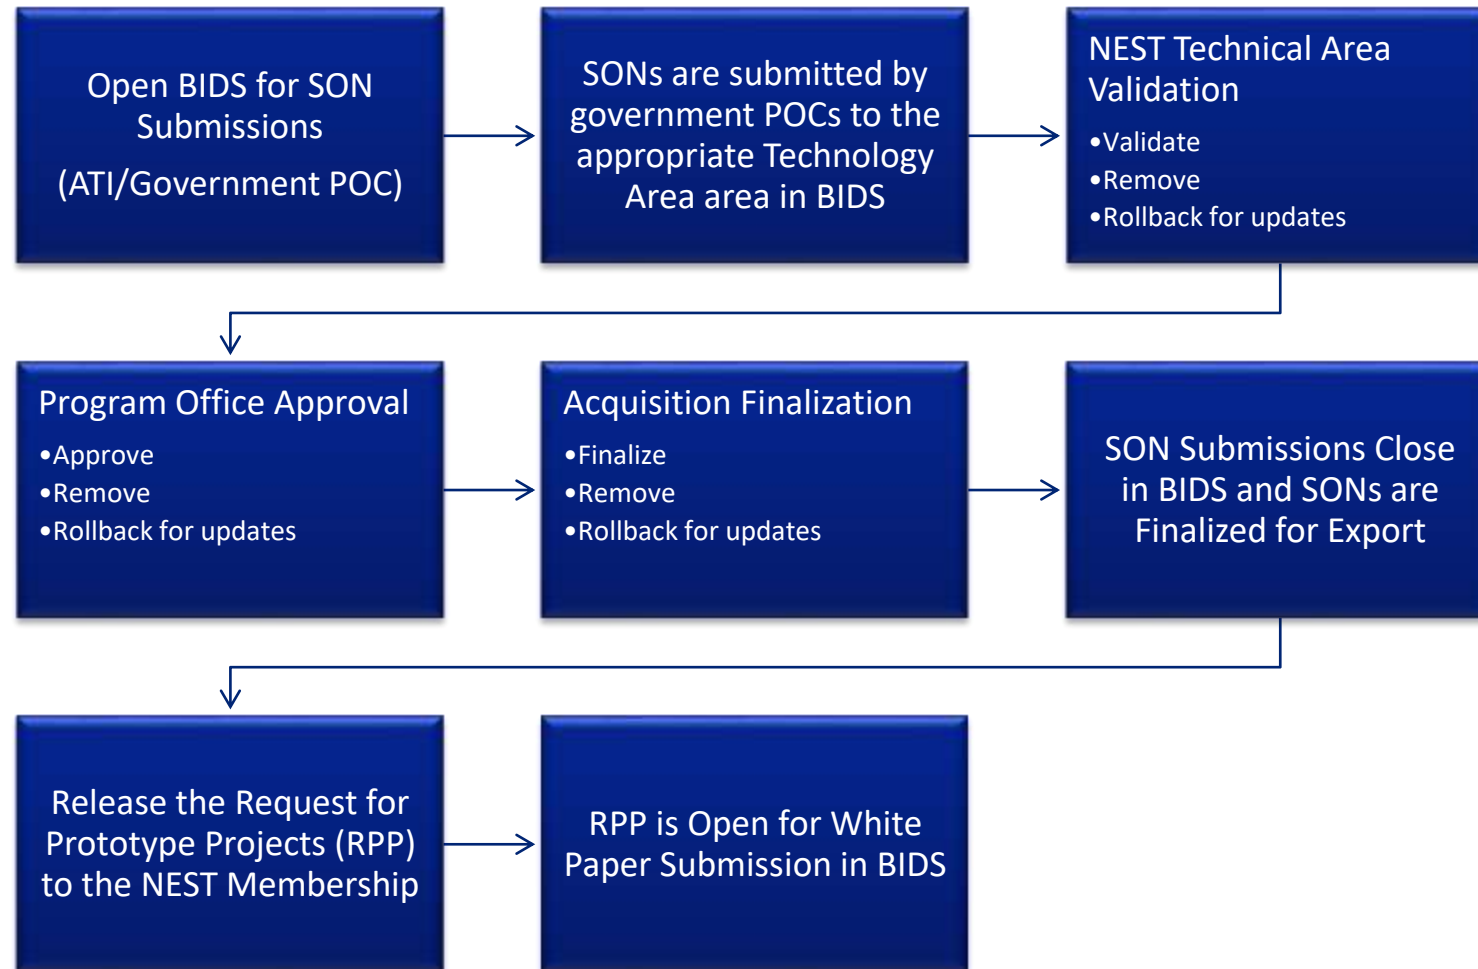 Open BIDS for SON
Submissions
(ATI/Government POC)
SONs are submitted by
government POCs to the
appropriate Technology
Area area in BIDS
NEST Technical Area
Validation
•Validate
•Remove
•Rollback for updates
Program Office Approval
•Approve
•Remove
•Rollback for updates
Acquisition Finalization
•Finalize
•Remove
•Rollback for updates
SON Submissions Close
in BIDS and SONs are
Finalized for Export
Release the Request for
Prototype Projects (RPP)
to the NEST Membership
RPP is Open for White
Paper Submission in BIDS